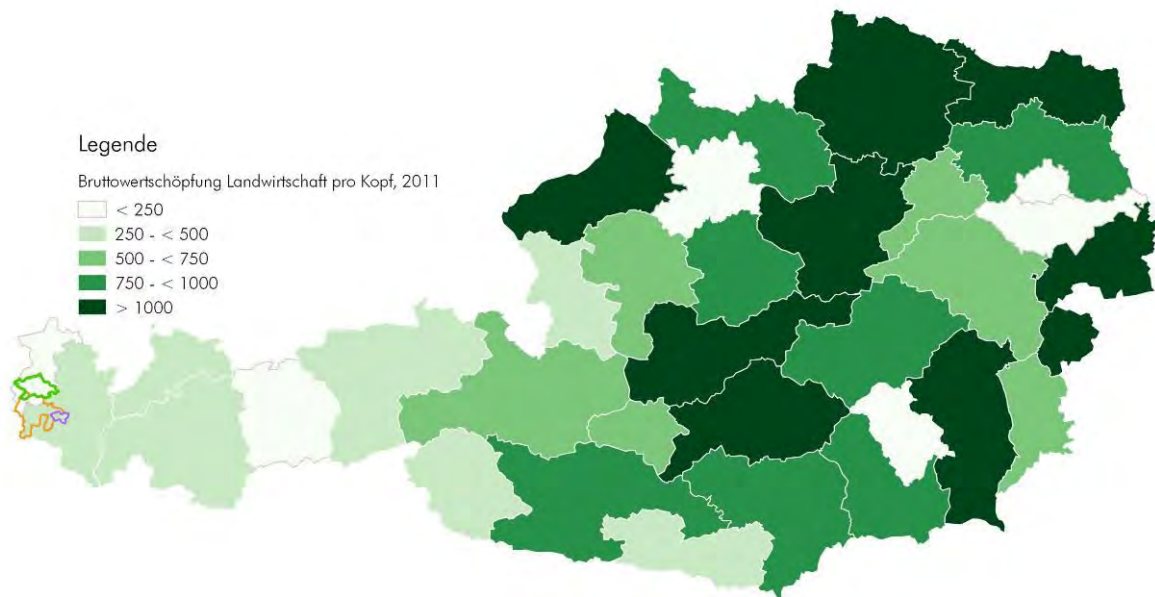 Legende
Bruttowertschöpfung Landwirtschaft pro Kopf, 2011
< 250
250 - < 500
500 - < 750
750 - < 1000
> 1000